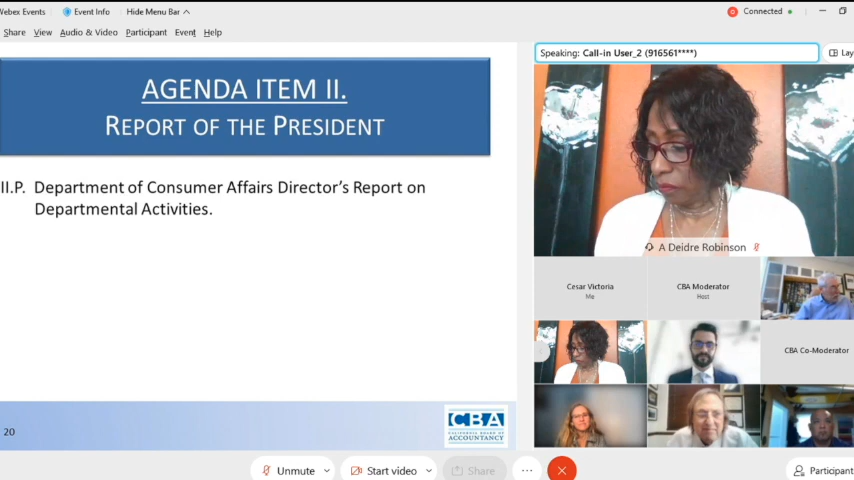 Webex Events
Event Info
Hide Menu Bar
Connected
Share View Audio & Video Participant Event Help
Speaking: Call-in User_2 (916561****)
Lay
AGENDA ITEM II.
REPORT OF THE PRESIDENT
II.P. Department of Consumer Affairs Director's Report on
Departmental Activities.
A Deidre Robinson
Cesar Victoria
Me
CBA Moderator
Host
CBA Co-Moderator
20
CBA
CALIFORNIA BOARD OF
ACCOUNTANCY
Unmute
Start video
Share
Participant